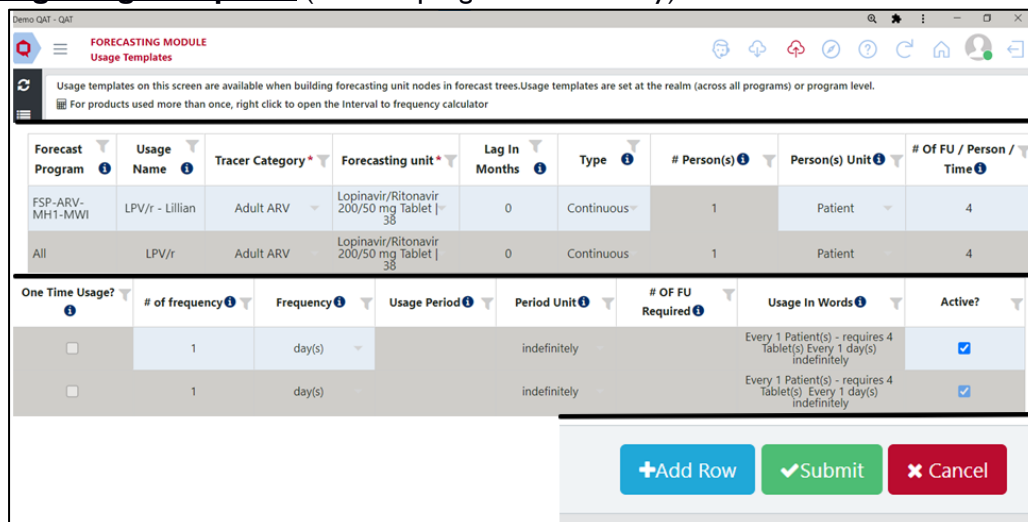 Demo QAT - QAT
FORECASTING MODULE
Usage Templates
Usage templates on this screen are available when building forecasting unit nodes in forecast trees.Usage templates are set at the realm (across all programs) or program level.
For products used more than once, right click to open the Interval to frequency calculator
Forecast Program Usage Name Tracer Category * Forecasting unit * Lag In Months Type # Person(s) Person(s) Unit # Of FU / Person / Time
FSP-ARV-MH1-MWI LPV/r - Lillian Adult ARV Lopinavir/Ritonavir 200/50 mg Tablet | 38 0 Continuous 1 Patient 4
All LPV/r Adult ARV Lopinavir/Ritonavir 200/50 mg Tablet | 38 0 Continuous 1 Patient 4
One Time Usage? # of frequency Frequency Usage Period Period Unit # OF FU Required Usage In Words Active?
1 day(s) indefinitely Every 1 Patient(s) - requires 4 Tablet(s) Every 1 day(s) indefinitely
1 day(s) indefinitely Every 1 Patient(s) - requires 4 Tablet(s) Every 1 day(s) indefinitely
Add Row Submit Cancel